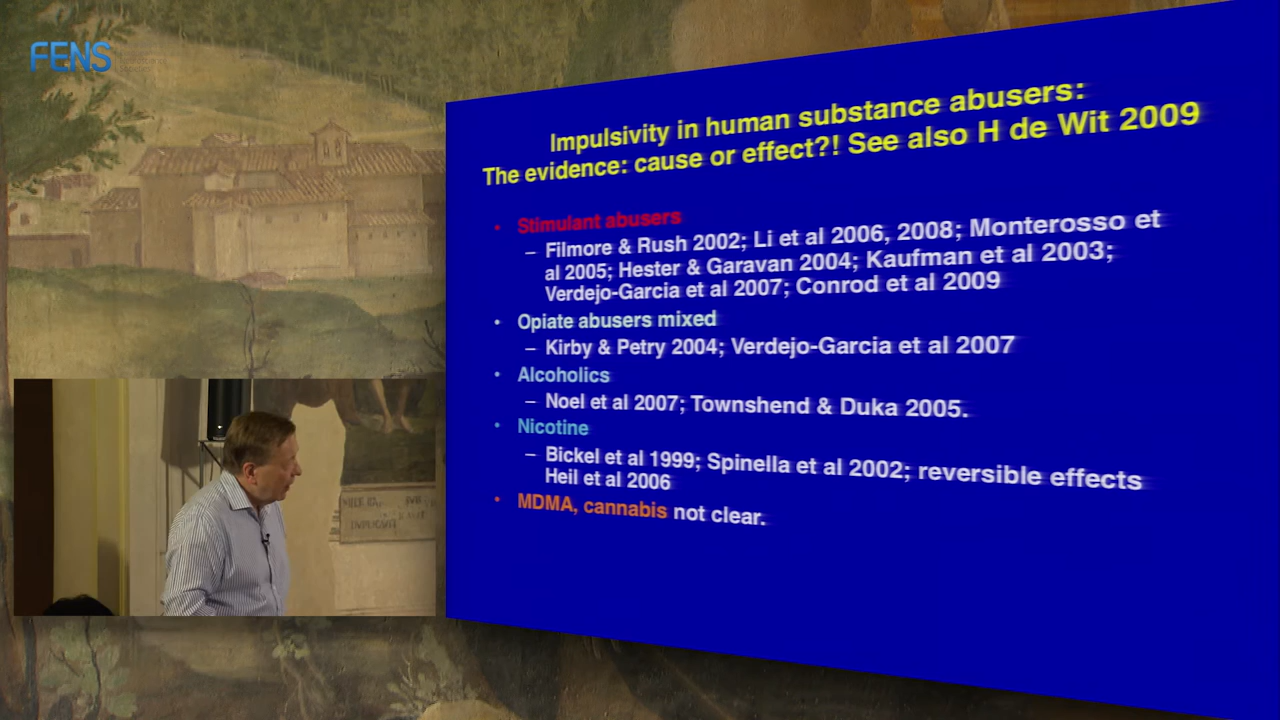 FENS
Impulsivity in human substance abusers:
The evidence: cause or effect?! See also H de Wit 2009
• Stimulant abusers
– Filmore & Rush 2002; Li et al 2006, 2008; Monterosso et
al 2005; Hester & Garavan 2004; Kaufman et al 2003;
Verdejo-Garcia et al 2007; Conrod et al 2009
• Opiate abusers mixed
– Kirby & Petry 2004; Verdejo-Garcia et al 2007
• Alcoholics
– Noel et al 2007; Townshend & Duka 2005.
• Nicotine
– Bickel et al 1999; Spinella et al 2002; reversible effects
Heil et al 2006
• MDMA, cannabis not clear.